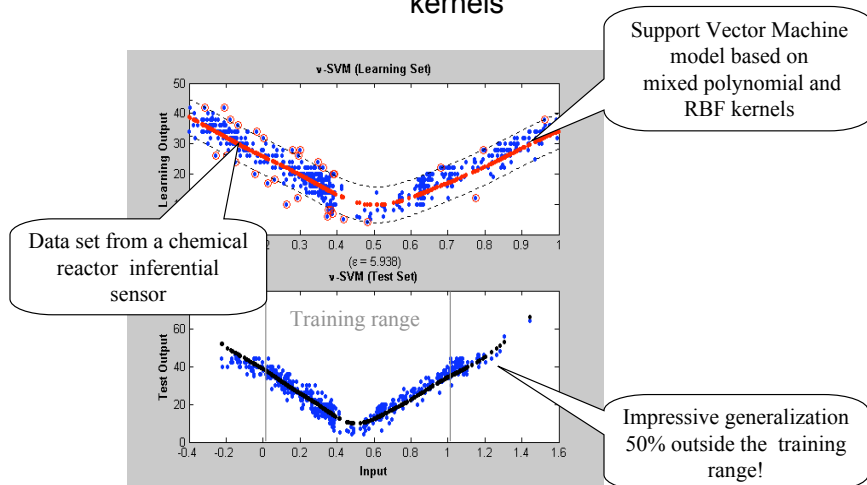 kernels
Support Vector Machine
model based on
mixed polynomial and
RBF kernels
ν-SVM (Learning Set)
Learning Output
50
40
30
20
0.3 0.4 0.5 0.6 0.7 0.8 0.9 1
(ε = 5.938)
Data set from a chemical
reactor inferential
sensor
ν-SVM (Test Set)
Training range
Test Output
60
40
20
0
-0.4 -0.2 0 0.2 0.4 0.6 0.8 1 1.2 1.4 1.6
Input
Impressive generalization
50% outside the training
range!